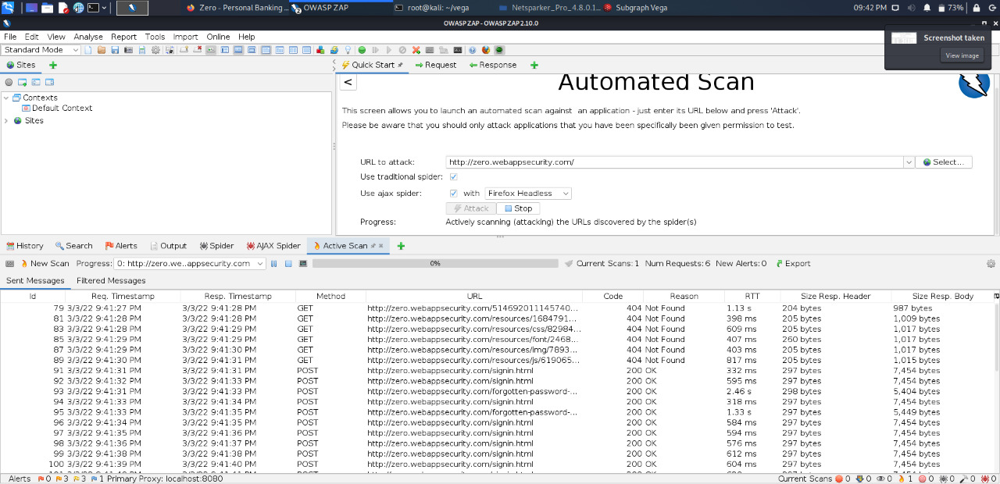 Zero - Personal Banking ... OWASP ZAP root@kali: ~/vega Netsparker_Pro_4.8.0.1... Subgraph Vega 09:42 PM 73%
2
OWASP ZAP - OWASP ZAP 2.10.0
File Edit View Analyse Report Tools Import Online Help
Screenshot taken
View image
Standard Mode
Sites
Quick Start Request Response
<
Automated Scan
Contexts
Default Context
Sites
This screen allows you to launch an automated scan against an application - just enter its URL below and press 'Attack'.
Please be aware that you should only attack applications that you have been specifically been given permission to test.
URL to attack: http://zero.webappsecurity.com/ Select...
Use traditional spider:
Use ajax spider: with Firefox Headless
Attack Stop
Progress: Actively scanning (attacking) the URLs discovered by the spider(s)
History Search Alerts Output Spider AJAX Spider Active Scan
New Scan Progress: 0: http://zero.we..appsecurity.com 0% Current Scans: 1 Num Requests: 6 New Alerts: 0 Export
Sent Messages Filtered Messages
Id Req. Timestamp Resp. Timestamp Method URL Code Reason RTT Size Resp. Header Size Resp. Body
79 3/3/22 9:41:27 PM 3/3/22 9:41:28 PM GET http://zero.webappsecurity.com/514692011145740... 404 Not Found 1.13 s 204 bytes 987 bytes
81 3/3/22 9:41:28 PM 3/3/22 9:41:28 PM GET http://zero.webappsecurity.com/resources/1684791... 404 Not Found 398 ms 205 bytes 1,009 bytes
83 3/3/22 9:41:28 PM 3/3/22 9:41:29 PM GET http://zero.webappsecurity.com/resources/css/82984... 404 Not Found 609 ms 205 bytes 1,017 bytes
85 3/3/22 9:41:29 PM 3/3/22 9:41:29 PM GET http://zero.webappsecurity.com/resources/font/2468... 404 Not Found 407 ms 260 bytes 1,017 bytes
87 3/3/22 9:41:29 PM 3/3/22 9:41:30 PM GET http://zero.webappsecurity.com/resources/img/7893... 404 Not Found 403 ms 205 bytes 1,017 bytes
89 3/3/22 9:41:30 PM 3/3/22 9:41:31 PM GET http://zero.webappsecurity.com/resources/js/619065... 404 Not Found 817 ms 205 bytes 1,015 bytes
91 3/3/22 9:41:31 PM 3/3/22 9:41:31 PM POST http://zero.webappsecurity.com/signin.html 200 OK 332 ms 297 bytes 7,454 bytes
92 3/3/22 9:41:32 PM 3/3/22 9:41:33 PM POST http://zero.webappsecurity.com/signin.html 200 OK 595 ms 297 bytes 7,454 bytes
93 3/3/22 9:41:31 PM 3/3/22 9:41:33 PM POST http://zero.webappsecurity.com/forgotten-password-... 200 OK 2.46 s 298 bytes 5,404 bytes
94 3/3/22 9:41:33 PM 3/3/22 9:41:34 PM POST http://zero.webappsecurity.com/signin.html 200 OK 318 ms 297 bytes 7,454 bytes
95 3/3/22 9:41:33 PM 3/3/22 9:41:35 PM POST http://zero.webappsecurity.com/forgotten-password-... 200 OK 1.33 s 297 bytes 5,449 bytes
96 3/3/22 9:41:34 PM 3/3/22 9:41:35 PM POST http://zero.webappsecurity.com/signin.html 200 OK 584 ms 297 bytes 7,454 bytes
97 3/3/22 9:41:35 PM 3/3/22 9:41:36 PM POST http://zero.webappsecurity.com/signin.html 200 OK 594 ms 297 bytes 7,454 bytes
98 3/3/22 9:41:37 PM 3/3/22 9:41:37 PM POST http://zero.webappsecurity.com/signin.html 200 OK 576 ms 297 bytes 7,454 bytes
99 3/3/22 9:41:37 PM 3/3/22 9:41:38 PM POST http://zero.webappsecurity.com/signin.html 200 OK 612 ms 297 bytes 7,454 bytes
100 3/3/22 9:41:39 PM 3/3/22 9:41:40 PM POST http://zero.webappsecurity.com/signin.html 200 OK 604 ms 297 bytes 7,454 bytes
Alerts 0 3 3 1 Primary Proxy: localhost:8080 Current Scans 0 0 0 1 0 0 0 0